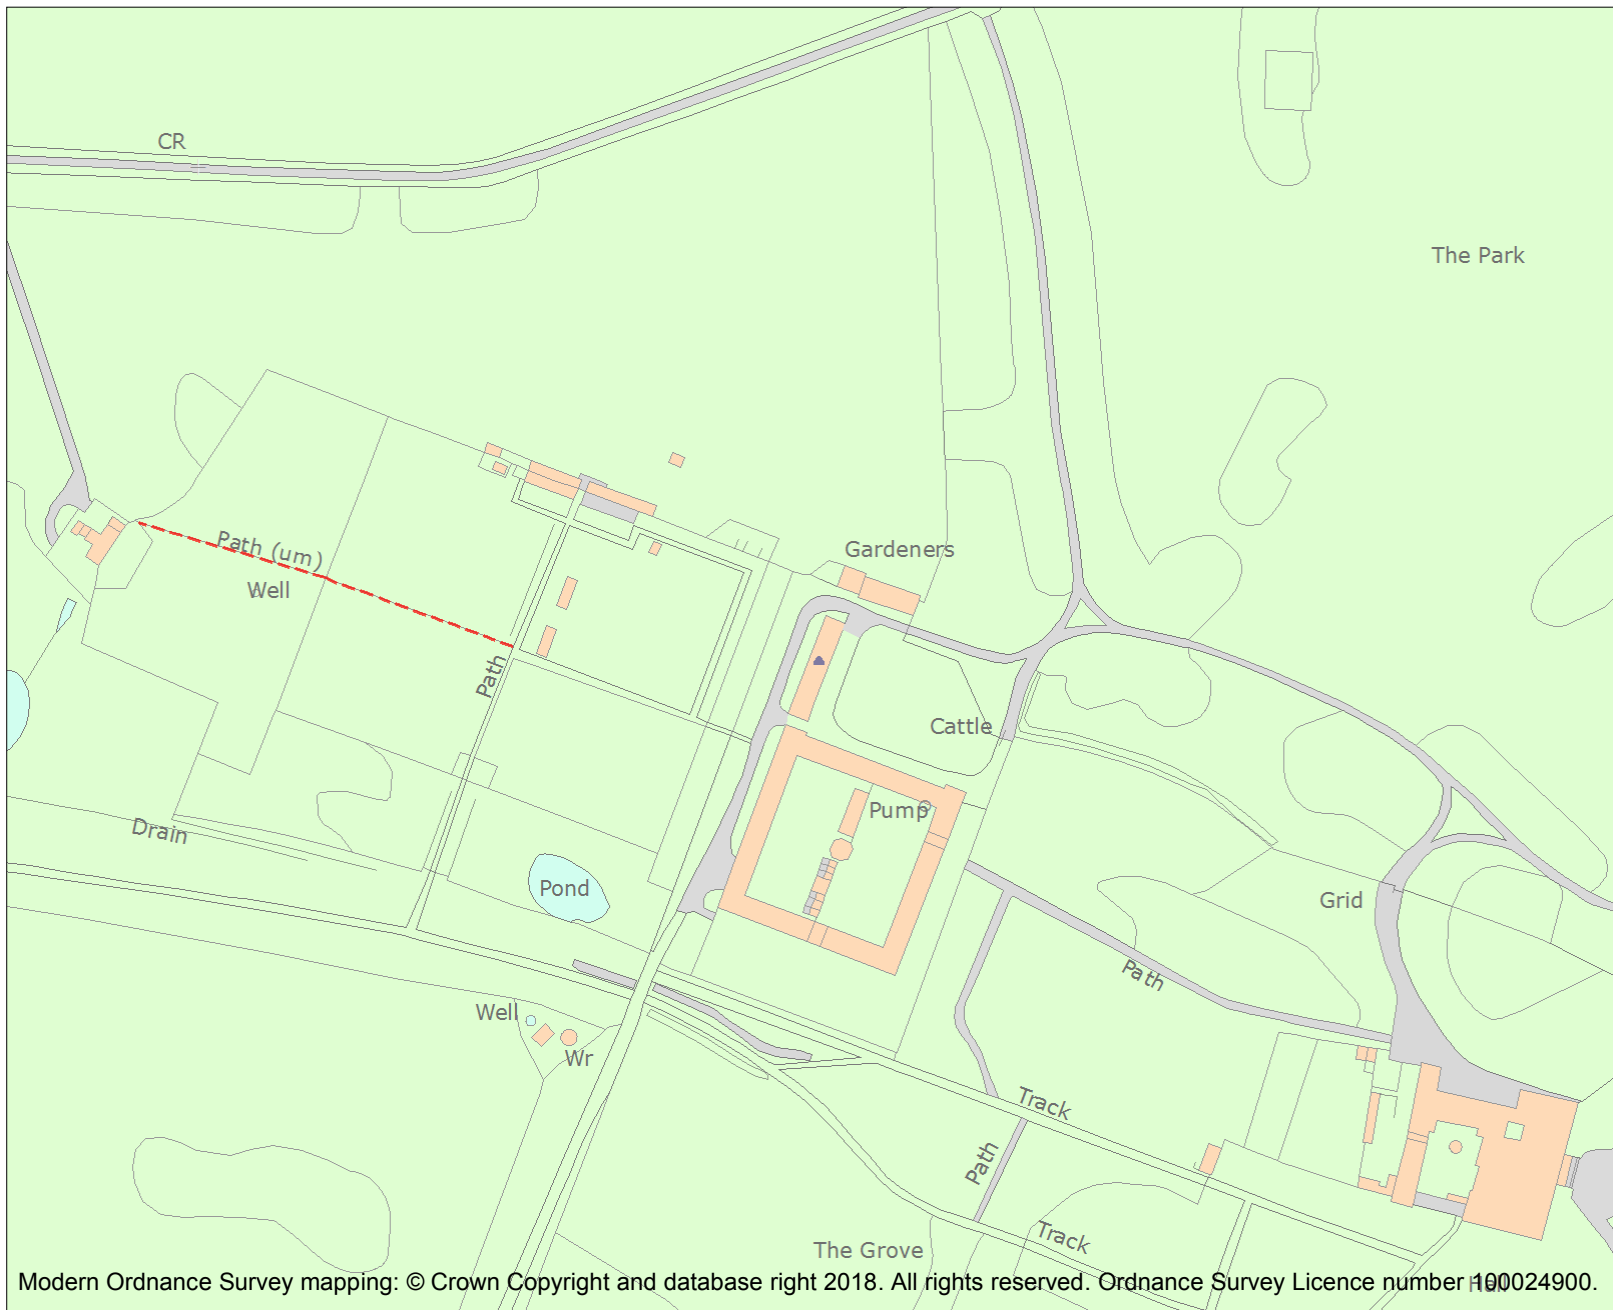 CR
The Park
Path (um)
Well
Gardeners
Path
Cattle
Pump
Drain
Pond
Grid
Path
Well
Wr
Track
Path
Track
The Grove
Hall
Modern Ordnance Survey mapping: © Crown Copyright and database right 2018. All rights reserved. Ordnance Survey Licence number 100024900.